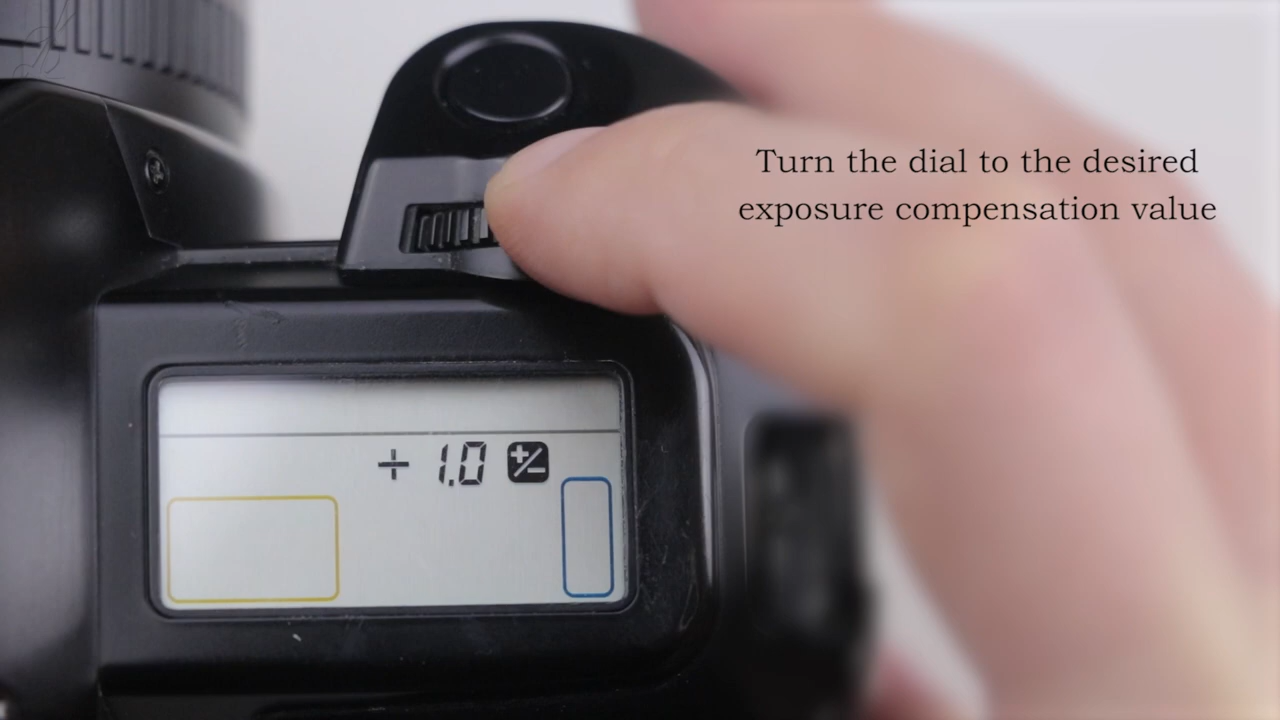 Turn the dial to the desired
exposure compensation value
+ 1.0 +/-